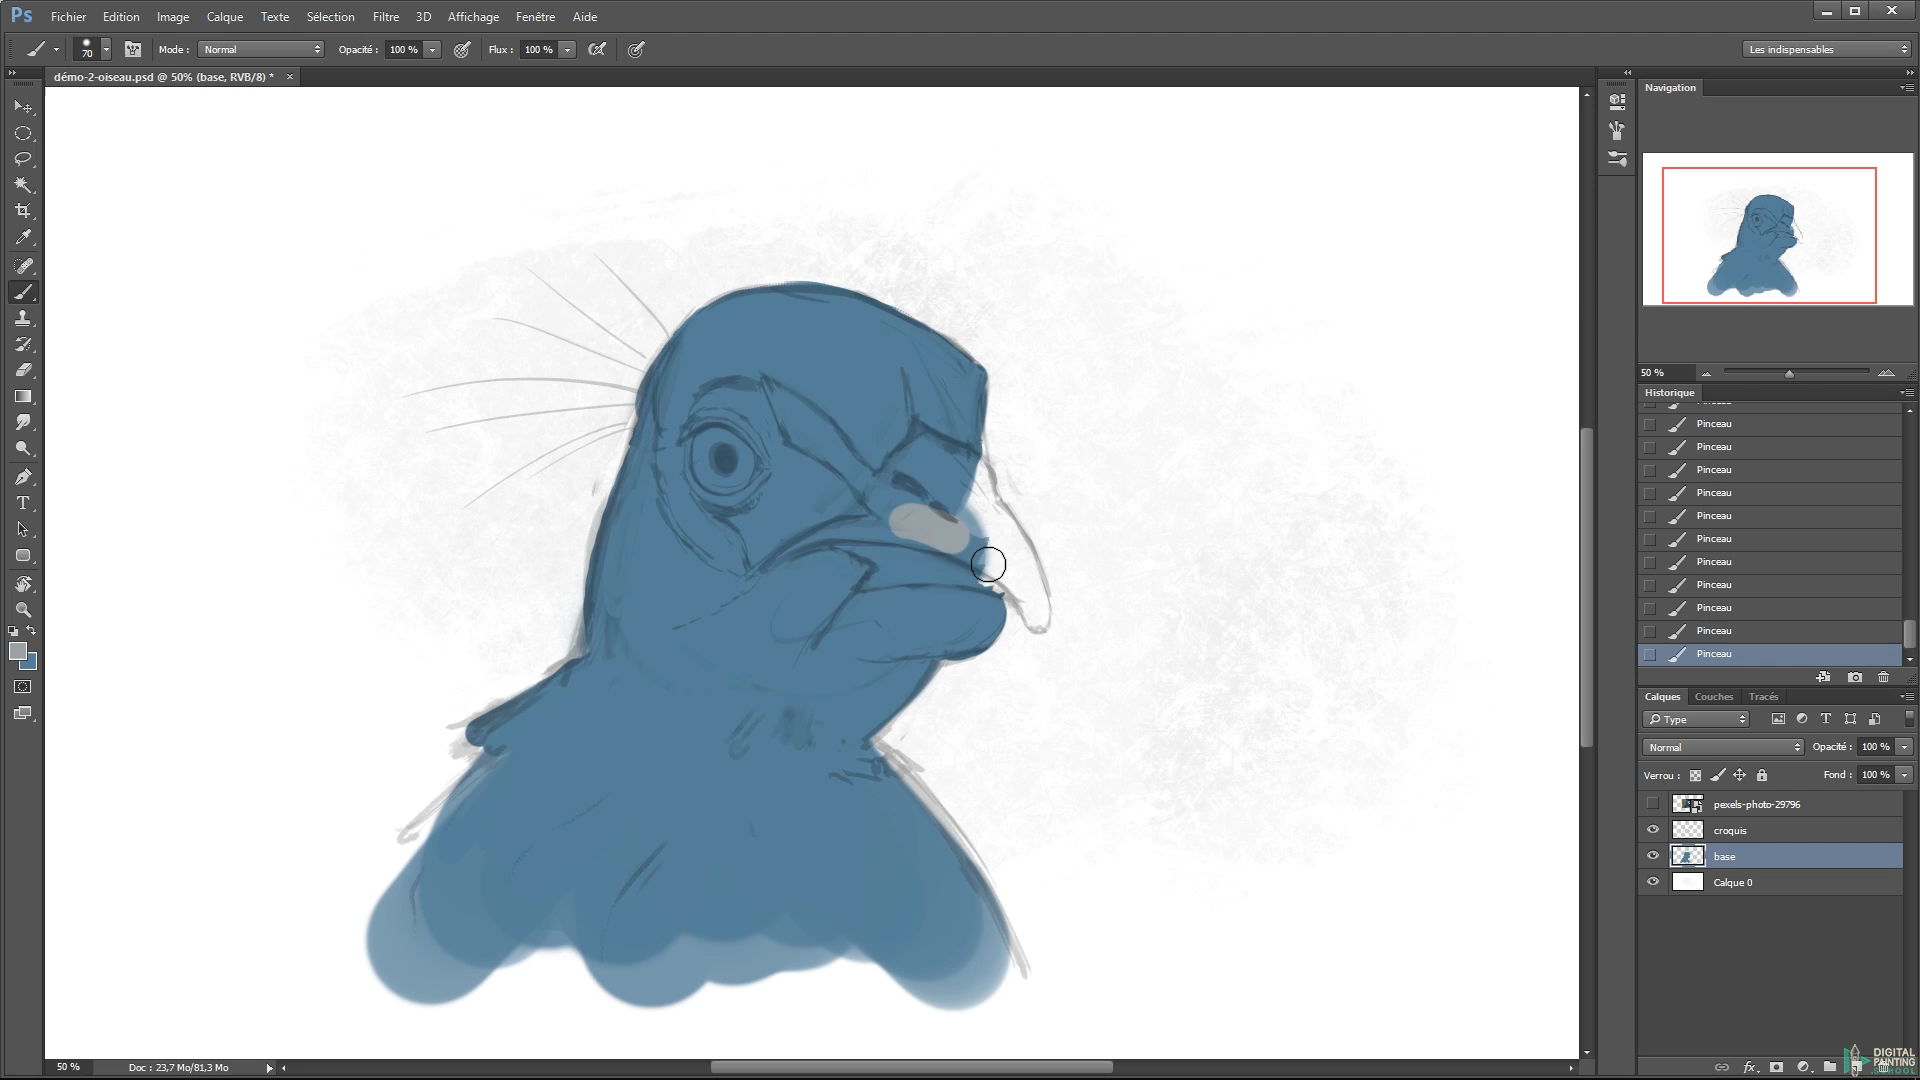 Ps Fichier Edition Image Calque Texte Sélection Filtre 3D Affichage Fenêtre Aide
70 Mode : Normal Opacité : 100 % Flux : 100 % Les indispensables
démo-2-oiseau.psd @ 50% (base, RVB/8) * ×
Navigation
50 %
Historique
Pinceau
Pinceau
Pinceau
Pinceau
Pinceau
Pinceau
Pinceau
Pinceau
Pinceau
Pinceau
Pinceau
Calques Couches Tracés
Type
Normal Opacité : 100 %
Verrou : Fond : 100 %
pexels-photo-29796
croquis
base
Calque 0
50 % Doc : 23,7 Mo/81,3 Mo
fx
DIGITAL
PAINTING
.SCHOOL